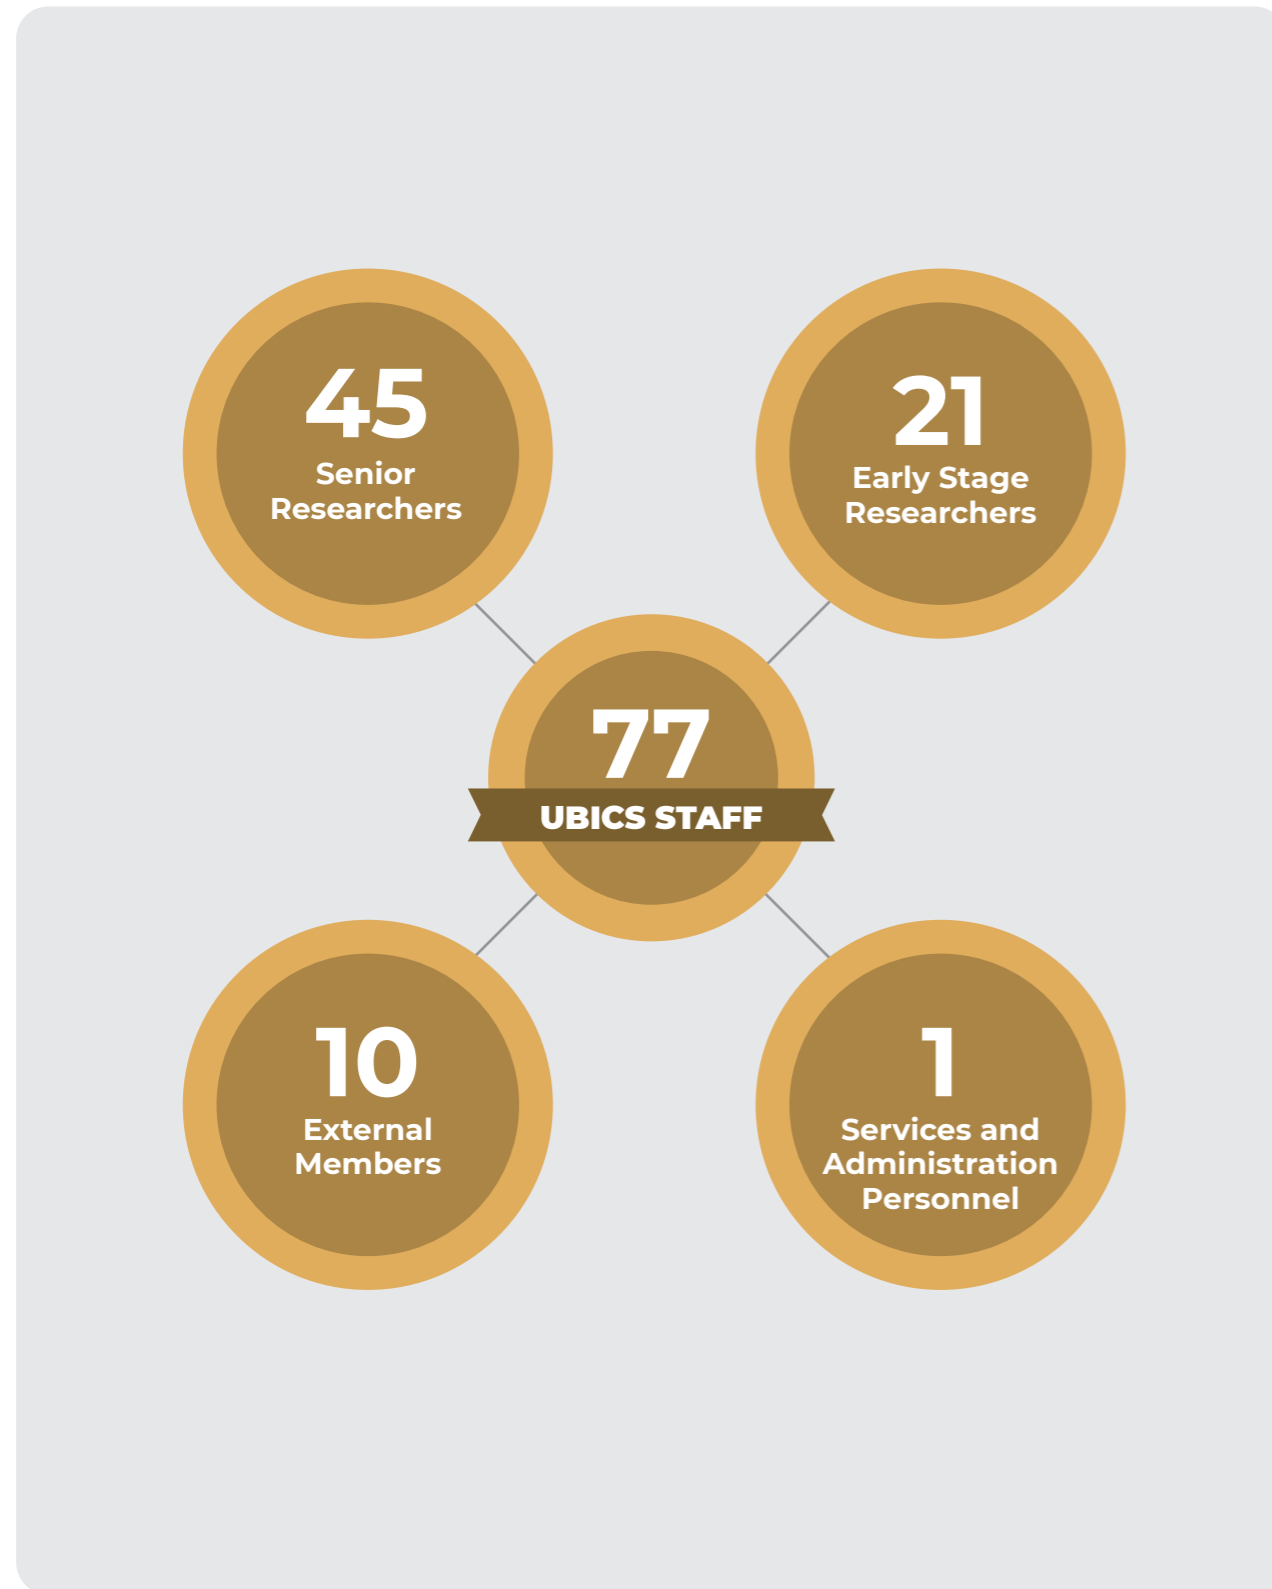 45
Senior
Researchers
21
Early Stage
Researchers
77
UBICS STAFF
10
External
Members
1
Services and
Administration
Personnel